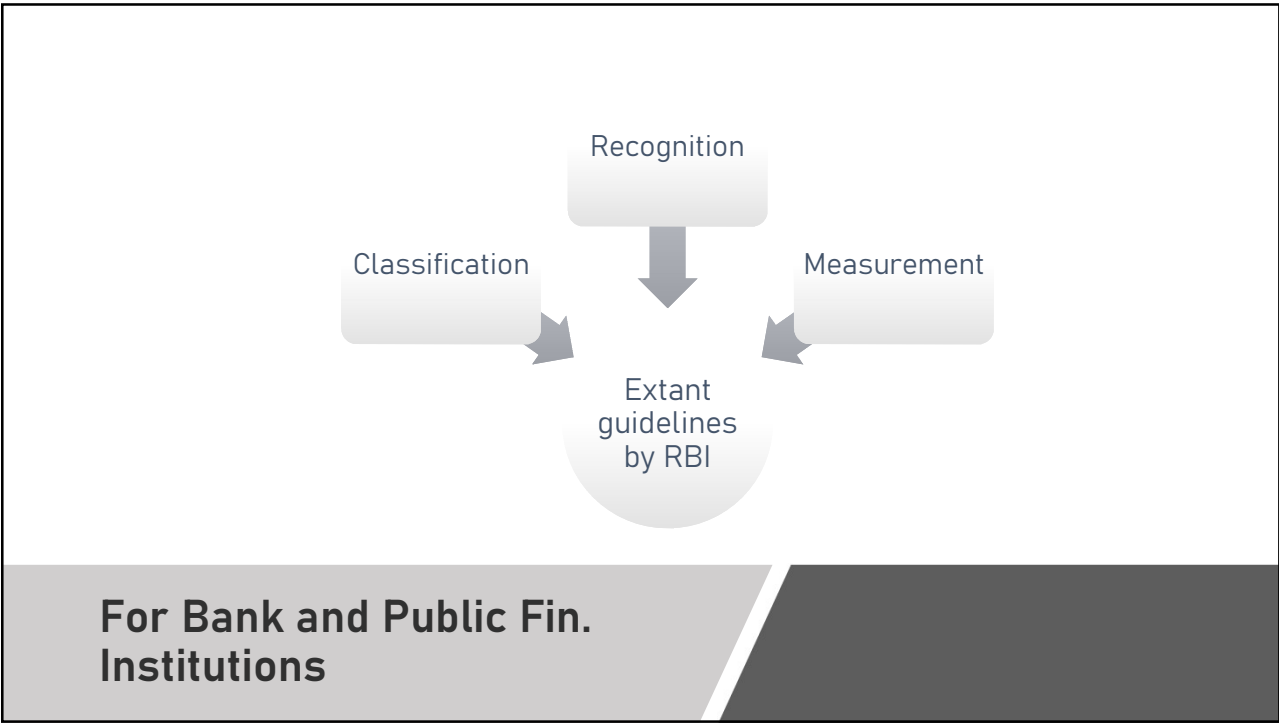 Recognition
Classification
Measurement
Extant
guidelines
by RBI
For Bank and Public Fin.
Institutions